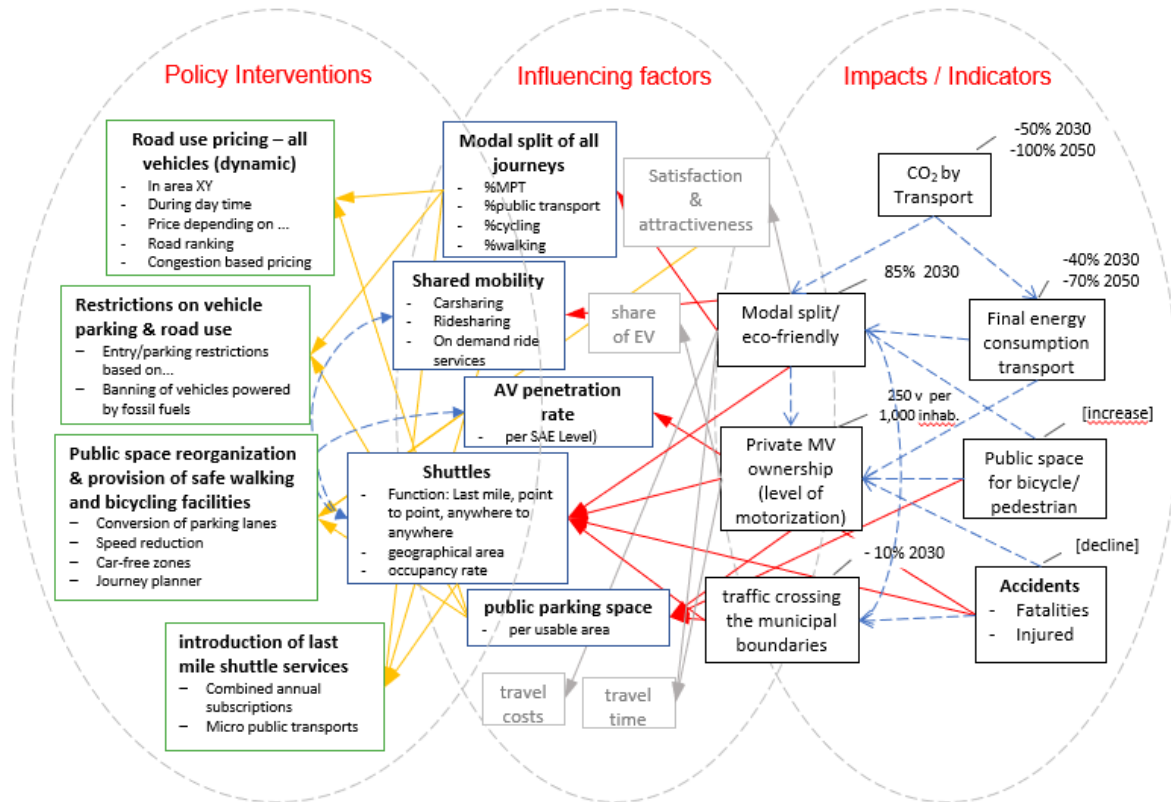 Policy Interventions
Influencing factors
Impacts / Indicators
Road use pricing – all
vehicles (dynamic)
- In area XY
- During day time
- Price depending on ...
- Road ranking
- Congestion based pricing
Restrictions on vehicle
parking & road use
– Entry/parking restrictions
based on...
– Banning of vehicles powered
by fossil fuels
Public space reorganization
& provision of safe walking
and bicycling facilities
– Conversion of parking lanes
– Speed reduction
– Car-free zones
– Journey planner
introduction of last
mile shuttle services
– Combined annual
subscriptions
– Micro public transports
Modal split of all
journeys
- %MPT
- %public transport
- %cycling
- %walking
Shared mobility
- Carsharing
- Ridesharing
- On demand ride
services
AV penetration
rate
- per SAE Level)
Shuttles
- Function: Last mile, point
to point, anywhere to
anywhere
- geographical area
- occupancy rate
public parking space
- per usable area
Satisfaction
&
attractiveness
share
of EV
travel
costs
travel
time
-50% 2030
-100% 2050
CO2 by
Transport
-40% 2030
-70% 2050
85% 2030
Modal split/
eco-friendly
Final energy
consumption
transport
250 v per
1,000 inhab.
[increase]
Private MV
ownership
(level of
motorization)
Public space
for bicycle/
pedestrian
- 10% 2030
[decline]
traffic crossing
the municipal
boundaries
Accidents
- Fatalities
- Injured